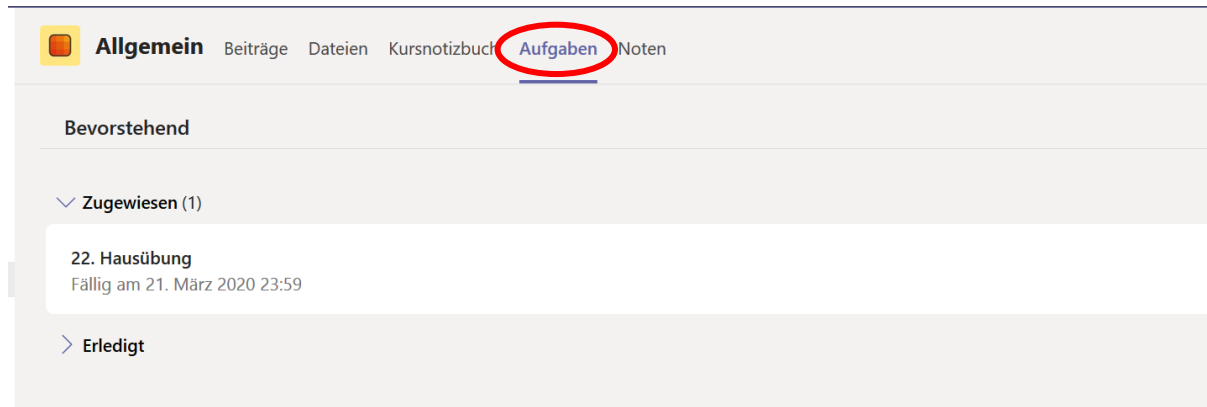 Allgemein Beiträge Dateien Kursnotizbuch Aufgaben Noten
Bevorstehend
Zugewiesen (1)
22. Hausübung
Fällig am 21. März 2020 23:59
Erledigt